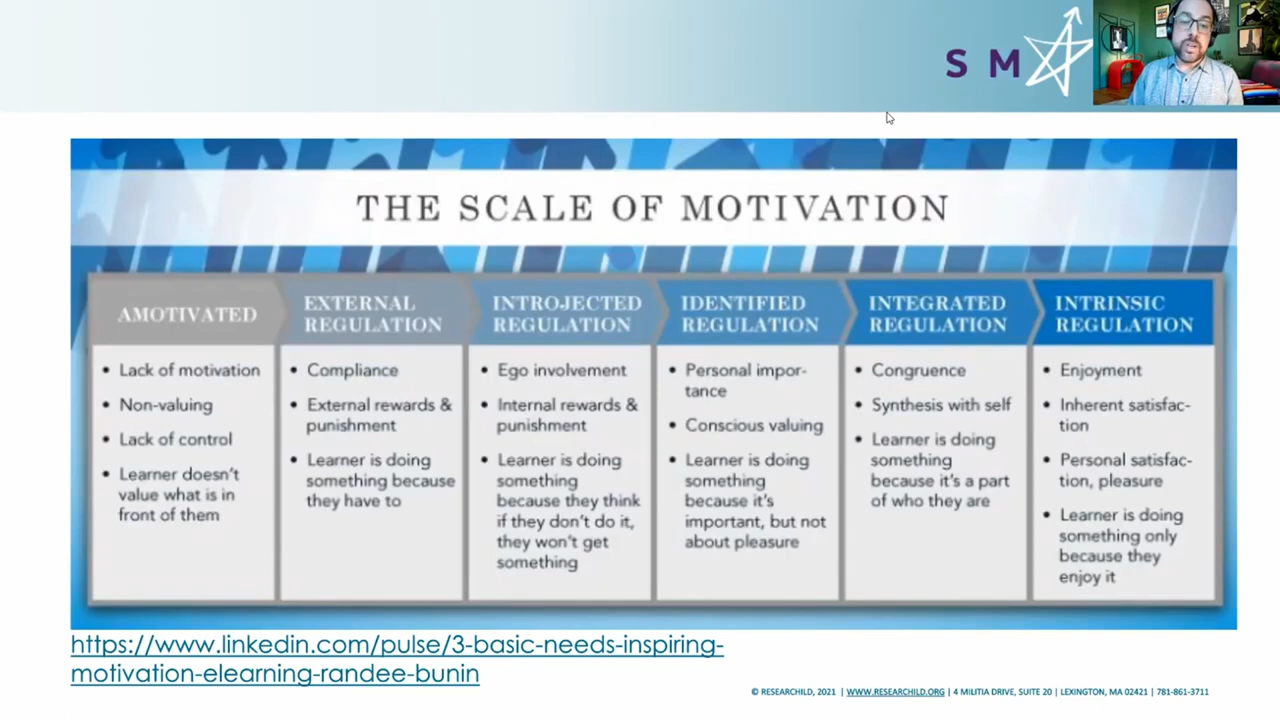 S M
THE SCALE OF MOTIVATION
AMOTIVATED
• Lack of motivation
• Non-valuing
• Lack of control
• Learner doesn't
value what is in
front of them
EXTERNAL
REGULATION
• Compliance
• External rewards &
punishment
• Learner is doing
something because
they have to
INTROJECTED
REGULATION
• Ego involvement
• Internal rewards &
punishment
• Learner is doing
something
because they think
if they don't do it,
they won't get
something
IDENTIFIED
REGULATION
• Personal impor-
tance
• Conscious valuing
• Learner is doing
something
because it's
important, but not
about pleasure
INTEGRATED
REGULATION
• Congruence
• Synthesis with self
• Learner is doing
something
because it's a part
of who they are
INTRINSIC
REGULATION
• Enjoyment
• Inherent satisfac-
tion
• Personal satisfac-
tion, pleasure
• Learner is doing
something only
because they
enjoy it
https://www.linkedin.com/pulse/3-basic-needs-inspiring-
motivation-elearning-randee-bunin
© RESEARCHILD, 2021 | WWW.RESEARCHILD.ORG | 4 MILITIA DRIVE, SUITE 20 | LEXINGTON, MA 02421 | 781-861-3711